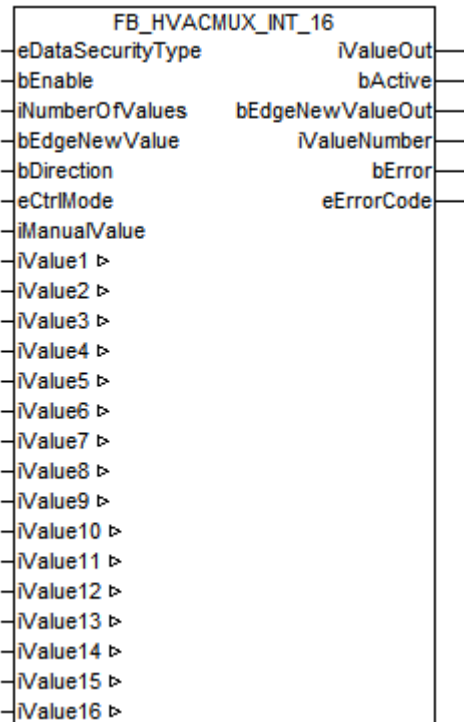 FB_HVACMUX_INT_16
eDataSecurityType iValueOut
bEnable bActive
iNumberOfValues bEdgeNewValueOut
bEdgeNewValue iValueNumber
bDirection bError
eCtrlMode eErrorCode
iManualValue
iValue1 ▷
iValue2 ▷
iValue3 ▷
iValue4 ▷
iValue5 ▷
iValue6 ▷
iValue7 ▷
iValue8 ▷
iValue9 ▷
iValue10 ▷
iValue11 ▷
iValue12 ▷
iValue13 ▷
iValue14 ▷
iValue15 ▷
iValue16 ▷